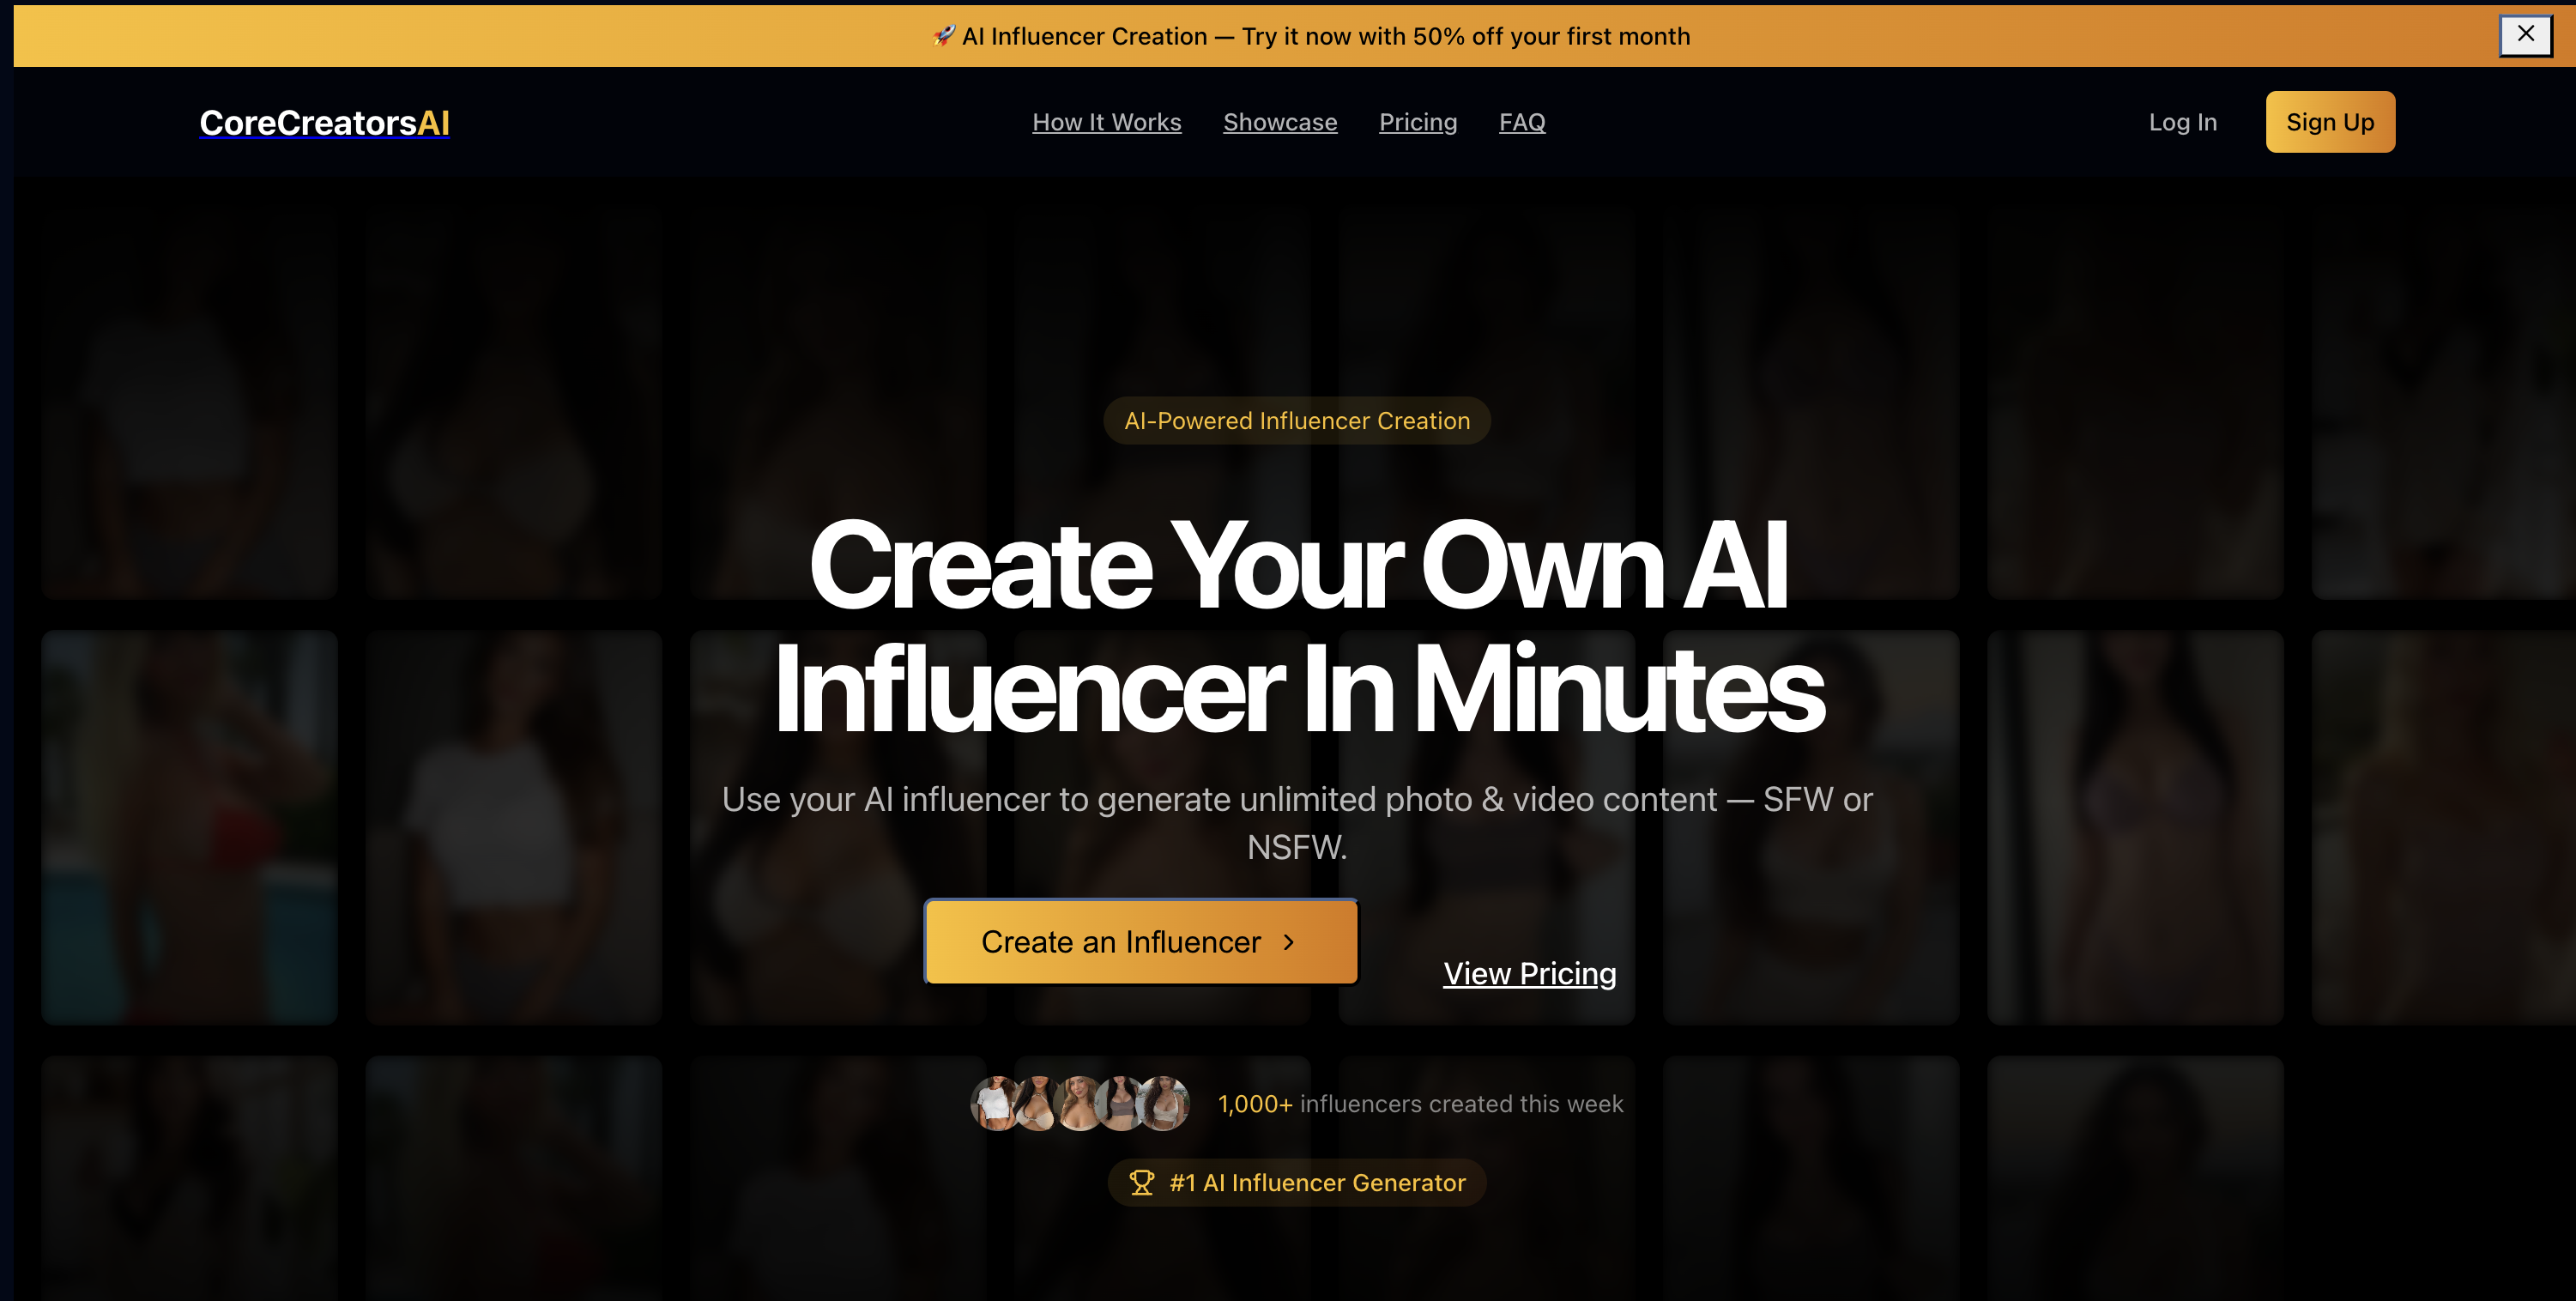 🚀 AI Influencer Creation — Try it now with 50% off your first month
CoreCreatorsAI
How It Works
Showcase
Pricing
FAQ
Log In
Sign Up
AI-Powered Influencer Creation
Create Your Own AI
Influencer In Minutes
Use your AI influencer to generate unlimited photo & video content — SFW or
NSFW.
Create an Influencer
View Pricing
1,000+ influencers created this week
#1 AI Influencer Generator